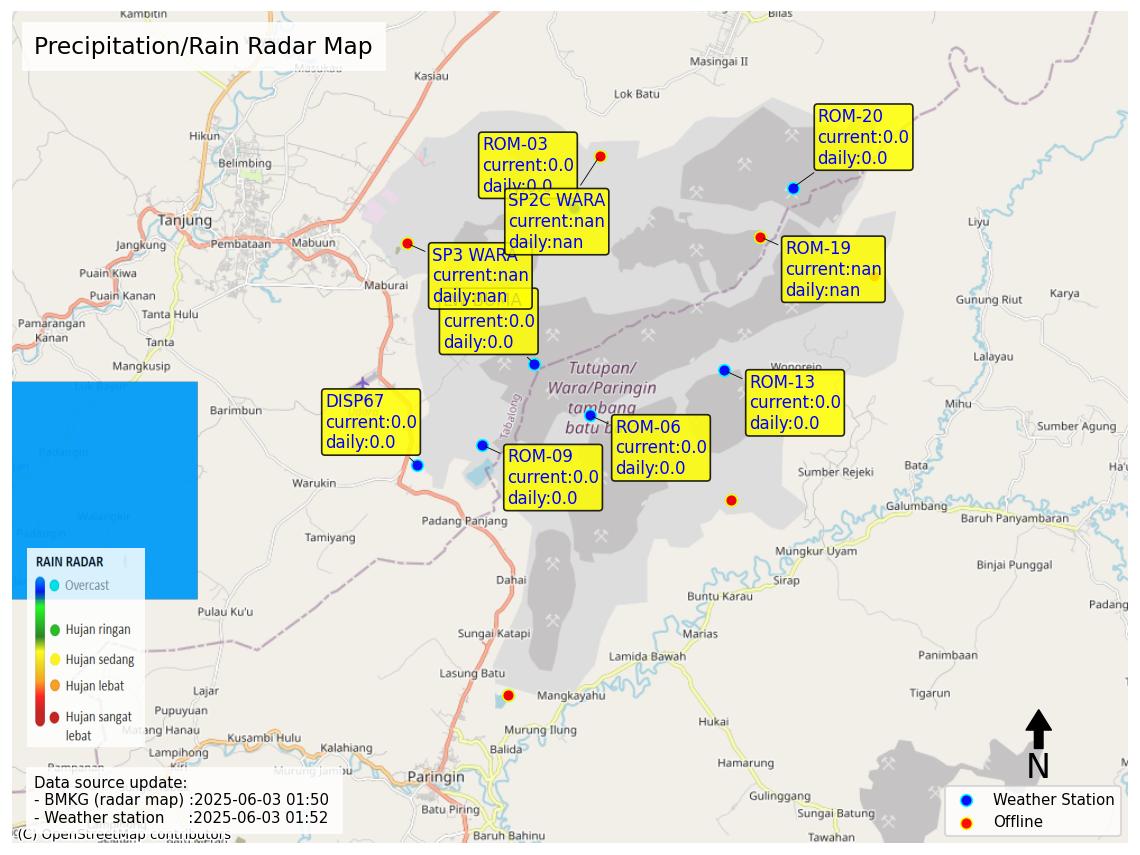 Kambitin
Bilas
Precipitation/Rain Radar Map
Masingai II
Kasiau
Lok Batu
Hikun
Belimbing
ROM-03
current:0.0
daily:0.0
ROM-20
current:0.0
daily:0.0
SP2C WARA
current:nan
daily:nan
Tanjung
Jangkung
Pembataan
Mabuun
Liyu
SP3 WARA
current:nan
daily:nan
ROM-19
current:nan
daily:nan
Puain Kiwa
Puain Kanan
Maburai
Gunung Riut
Karya
Tanta Hulu
current:0.0
daily:0.0
Pamarangan
Kanan
Tanta
Mangkusip
Lalayau
Wonorejo
Tutupan/
Wara/Paringin
tambang
batu b
Tabalong
ROM-13
current:0.0
daily:0.0
DISP67
current:0.0
daily:0.0
Barimbun
Mihu
ROM-06
current:0.0
daily:0.0
Sumber Agung
ROM-09
current:0.0
daily:0.0
Bata
Sumber Rejeki
Warukin
Galumbang
Baruh Panyambaran
Padang Panjang
Tamiyang
Mungkur Uyam
Binjai Punggal
RAIN RADAR
Overcast
Hujan ringan
Hujan sedang
Hujan lebat
Hujan sangat
lebat
Dahai
Sirap
Buntu Karau
Padang
Pulau Ku'u
Sungai Katapi
Marias
Lamida Bawah
Panimbaan
Lasung Batu
Lajar
Mangkayahu
Tigarun
Pupuyuan
Matang Hanau
Murung Ilung
Hukai
Kusambi Hulu
Lampihong
Kalahiang
Balida
Hamarung
Murung Jambu
Paringin
N
Gulinggang
Batu Piring
Sungai Batung
Baruh Bahinu
Tawahan
Data source update:
- BMKG (radar map) :2025-06-03 01:50
- Weather station :2025-06-03 01:52
(C) OpenStreetMap contributors
Weather Station
Offline